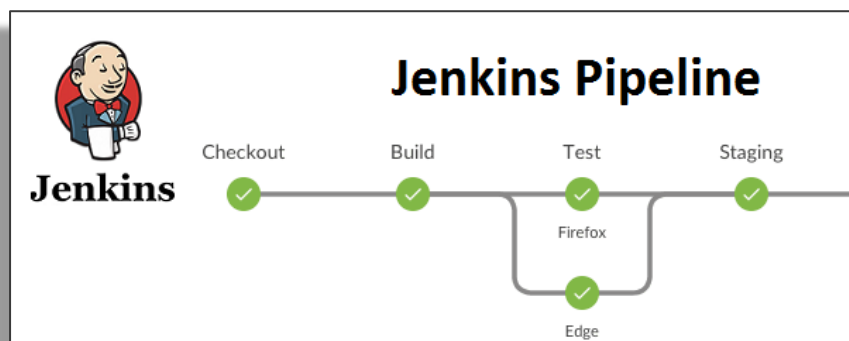 Jenkins Pipeline
Jenkins
Checkout
Build
Test
Staging
Firefox
Edge